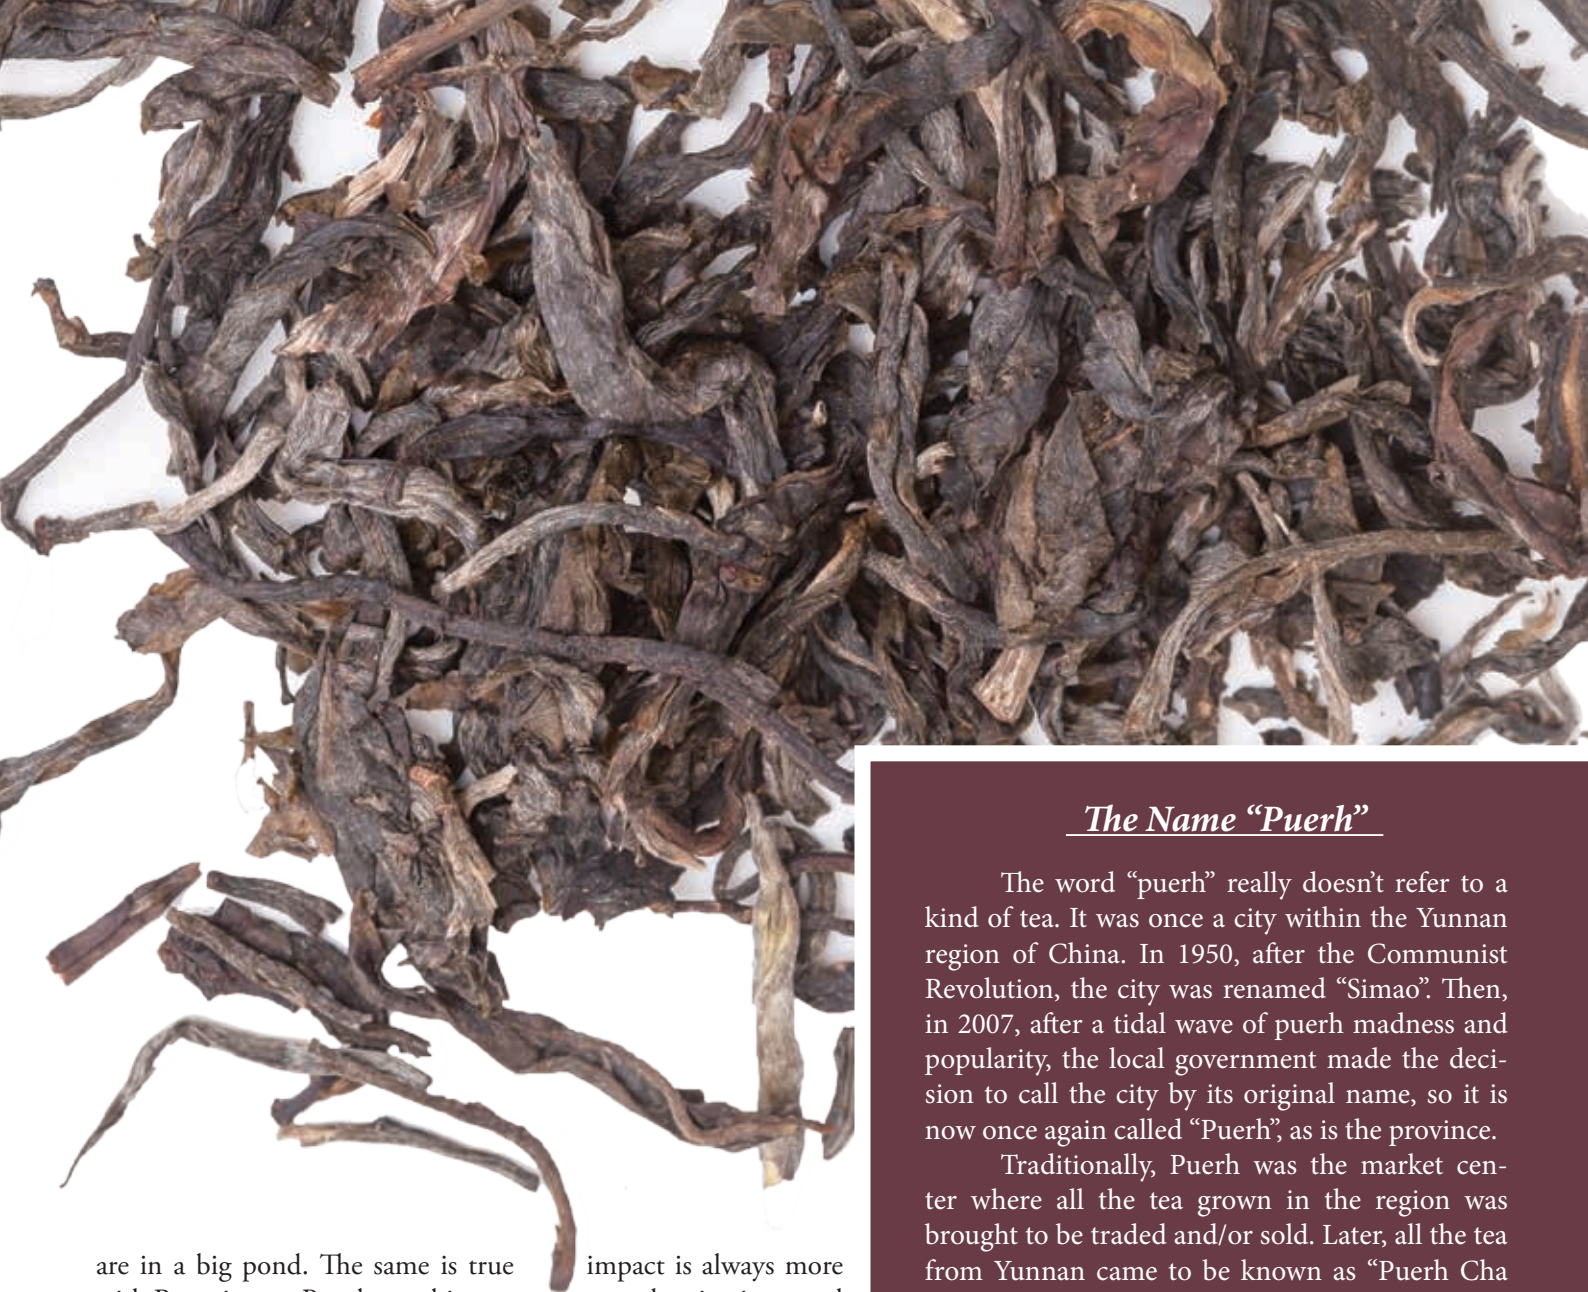 are in a big pond. The same is true
impact is always more
The Name “Puerh”
The word “puerh” really doesn’t refer to a
kind of tea. It was once a city within the Yunnan
region of China. In 1950, after the Communist
Revolution, the city was renamed “Simao”. Then,
in 2007, after a tidal wave of puerh madness and
popularity, the local government made the deci-
sion to call the city by its original name, so it is
now once again called “Puerh”, as is the province.
Traditionally, Puerh was the market cen-
ter where all the tea grown in the region was
brought to be traded and/or sold. Later, all the tea
from Yunnan came to be known as “Puerh Cha